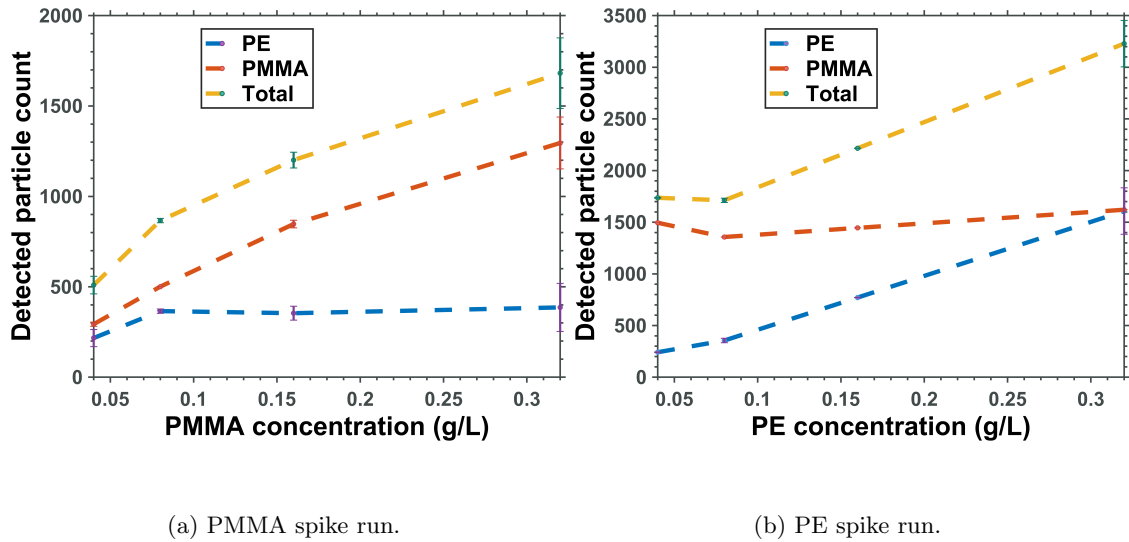 2000
1500
1000
500
0
Detected particle count
PE
PMMA
Total
0.05 0.1 0.15 0.2 0.25 0.3
PMMA concentration (g/L)
(a) PMMA spike run.
3500
3000
2500
2000
1500
1000
500
0
Detected particle count
PE
PMMA
Total
0.05 0.1 0.15 0.2 0.25 0.3
PE concentration (g/L)
(b) PE spike run.